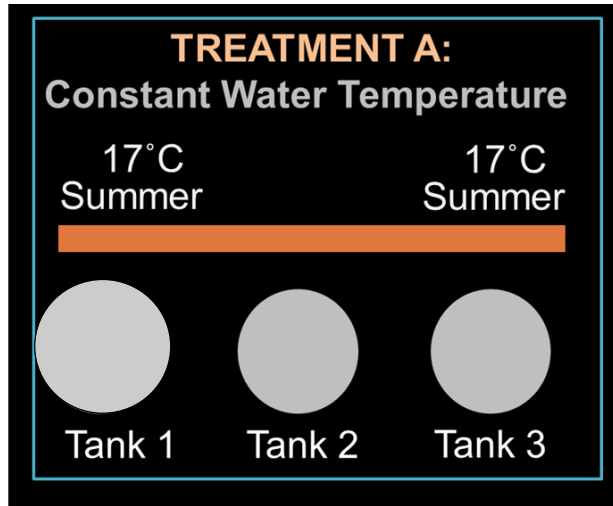 TREATMENT A:
Constant Water Temperature
17˚C 17˚C
Summer Summer
Tank 1 Tank 2 Tank 3